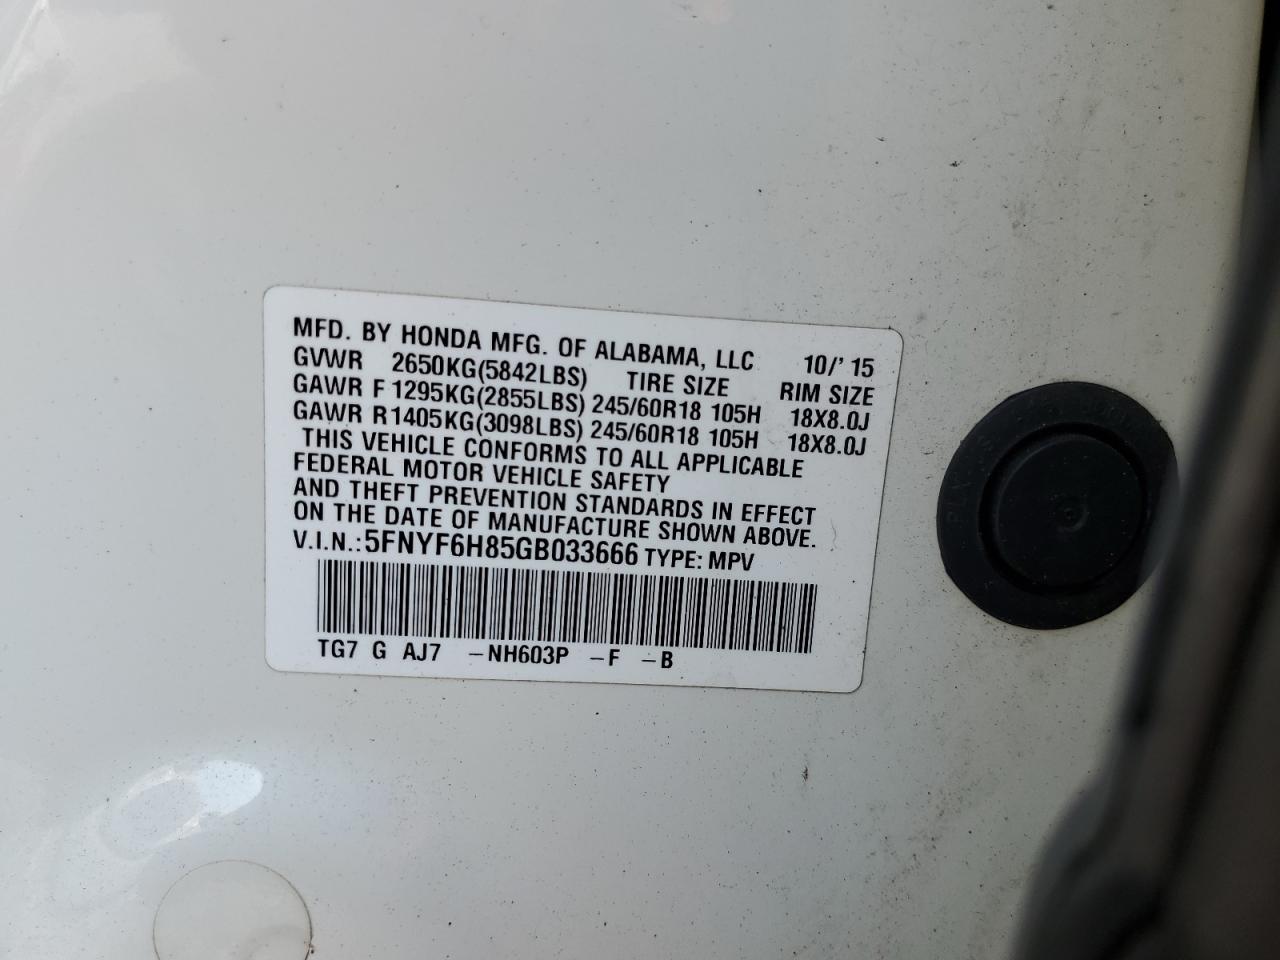 MFD. BY HONDA MFG. OF ALABAMA, LLC 10/'15
GVWR 2650KG(5842LBS) TIRE SIZE RIM SIZE
GAWR F 1295KG(2855LBS) 245/60R18 105H 18X8.0J
GAWR R1405KG(3098LBS) 245/60R18 105H 18X8.0J
THIS VEHICLE CONFORMS TO ALL APPLICABLE
FEDERAL MOTOR VEHICLE SAFETY
AND THEFT PREVENTION STANDARDS IN EFFECT
ON THE DATE OF MANUFACTURE SHOWN ABOVE.
V.I.N.:5FNYF6H85GB033666 TYPE: MPV
TG7 G AJ7 -NH603P -F -B